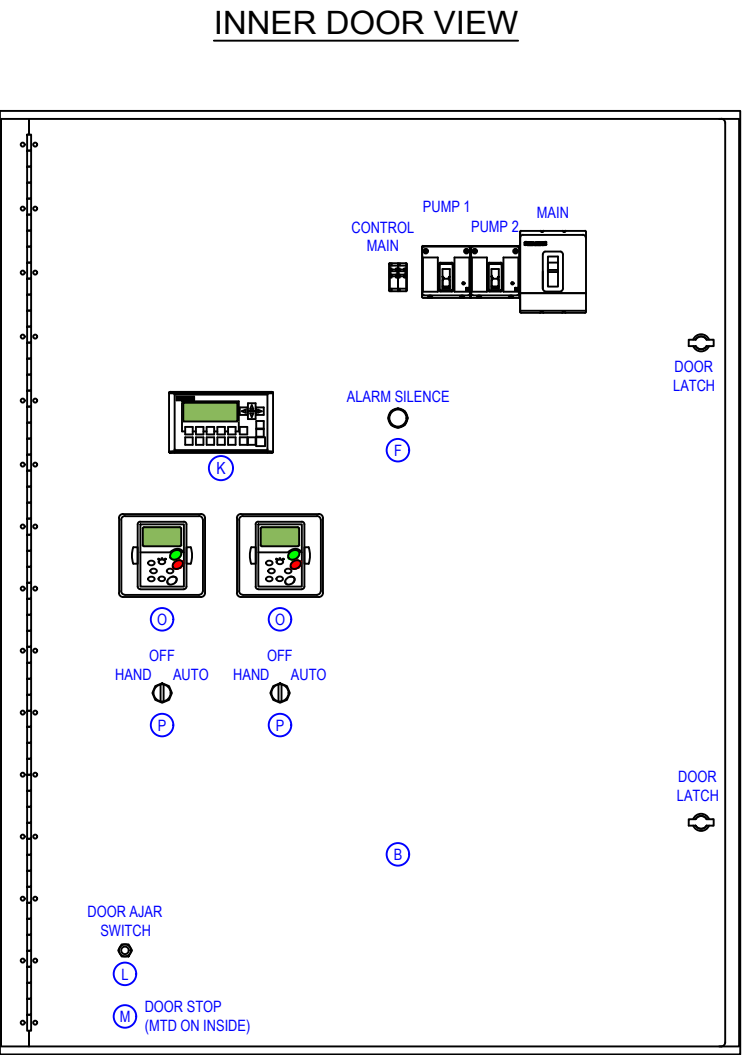 INNER DOOR VIEW
PUMP 1
MAIN
CONTROL
MAIN
PUMP 2
DOOR
LATCH
ALARM SILENCE
F
K
O
O
OFF
HAND AUTO
OFF
HAND AUTO
P
P
DOOR
LATCH
B
DOOR AJAR
SWITCH
L
M
DOOR STOP
(MTD ON INSIDE)